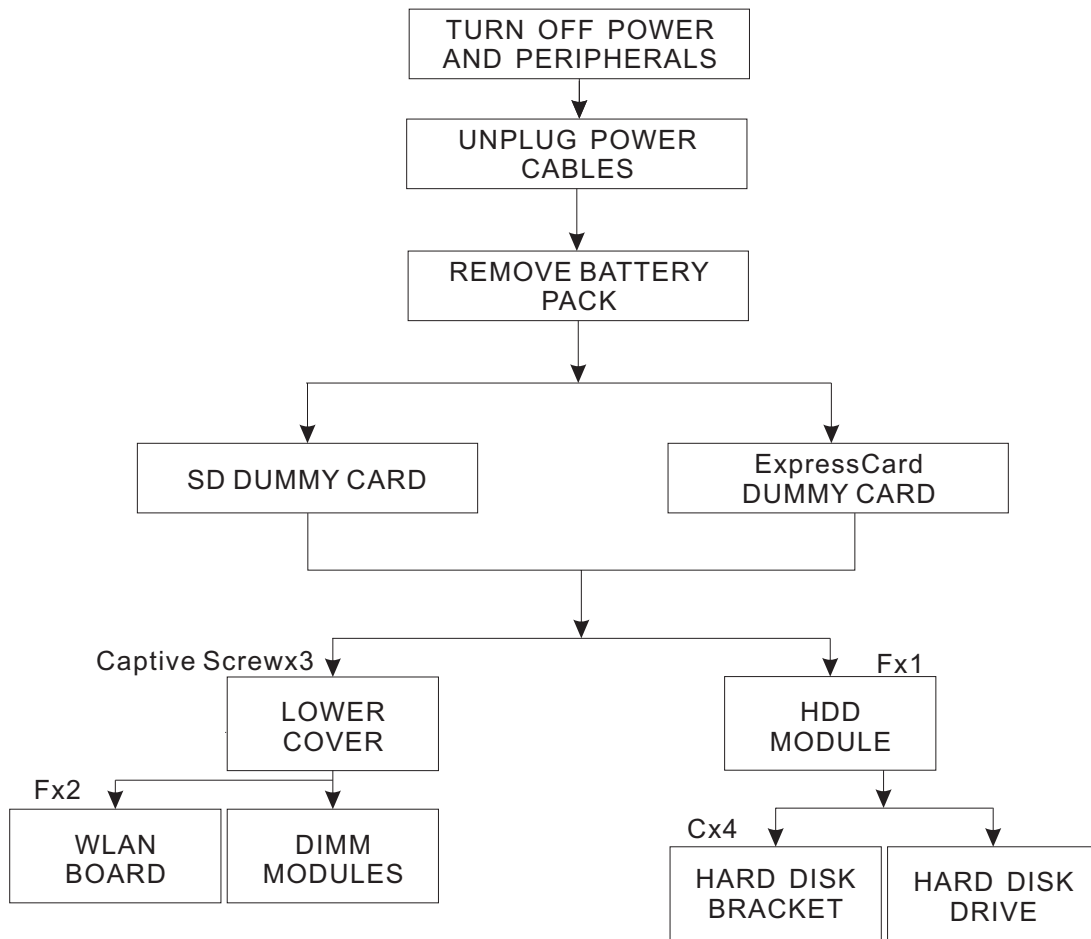 TURN OFF POWER
AND PERIPHERALS
UNPLUG POWER
CABLES
REMOVE BATTERY
PACK
SD DUMMY CARD
ExpressCard
DUMMY CARD
Captive Screwx3
LOWER
COVER
Fx1
HDD
MODULE
Fx2
WLAN
BOARD
DIMM
MODULES
Cx4
HARD DISK
BRACKET
HARD DISK
DRIVE